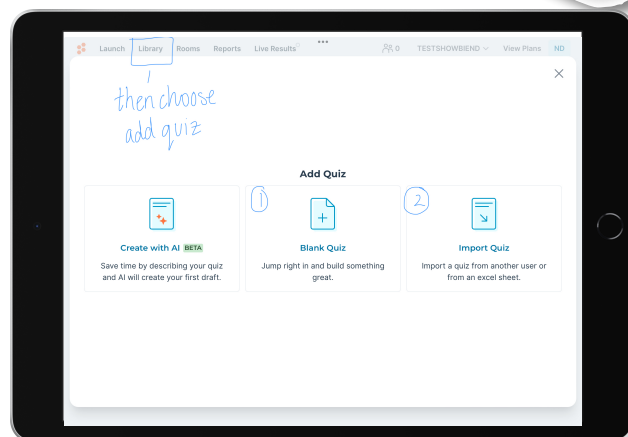 Launch Library Rooms Reports Live Results 0 TESTSHOWBIEND View Plans ND
then choose
add quiz
Add Quiz
1
2
Create with AI BETA
Save time by describing your quiz
and AI will create your first draft.
Blank Quiz
Jump right in and build something
great.
Import Quiz
Import a quiz from another user or
from an excel sheet.